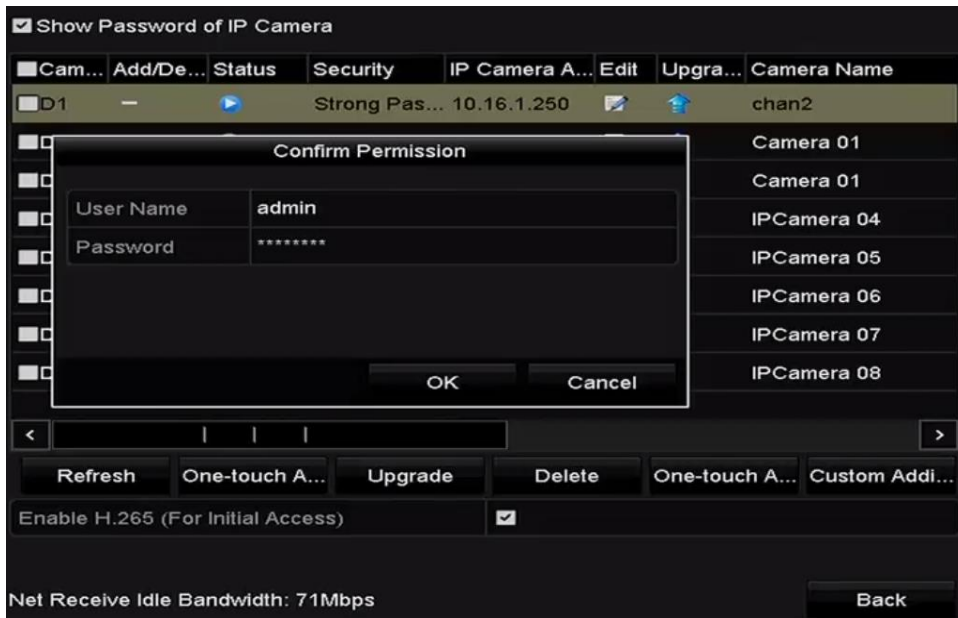 Show Password of IP Camera
Cam... Add/De... Status Security IP Camera A... Edit Upgra... Camera Name
D1 — Strong Pas... 10.16.1.250 chan2
Confirm Permission
Camera 01
Camera 01
User Name admin
IPCamera 04
Password ********
IPCamera 05
IPCamera 06
IPCamera 07
OK Cancel
IPCamera 08
< >
Refresh One-touch A... Upgrade Delete One-touch A... Custom Addi...
Enable H.265 (For Initial Access)
Net Receive Idle Bandwidth: 71Mbps Back